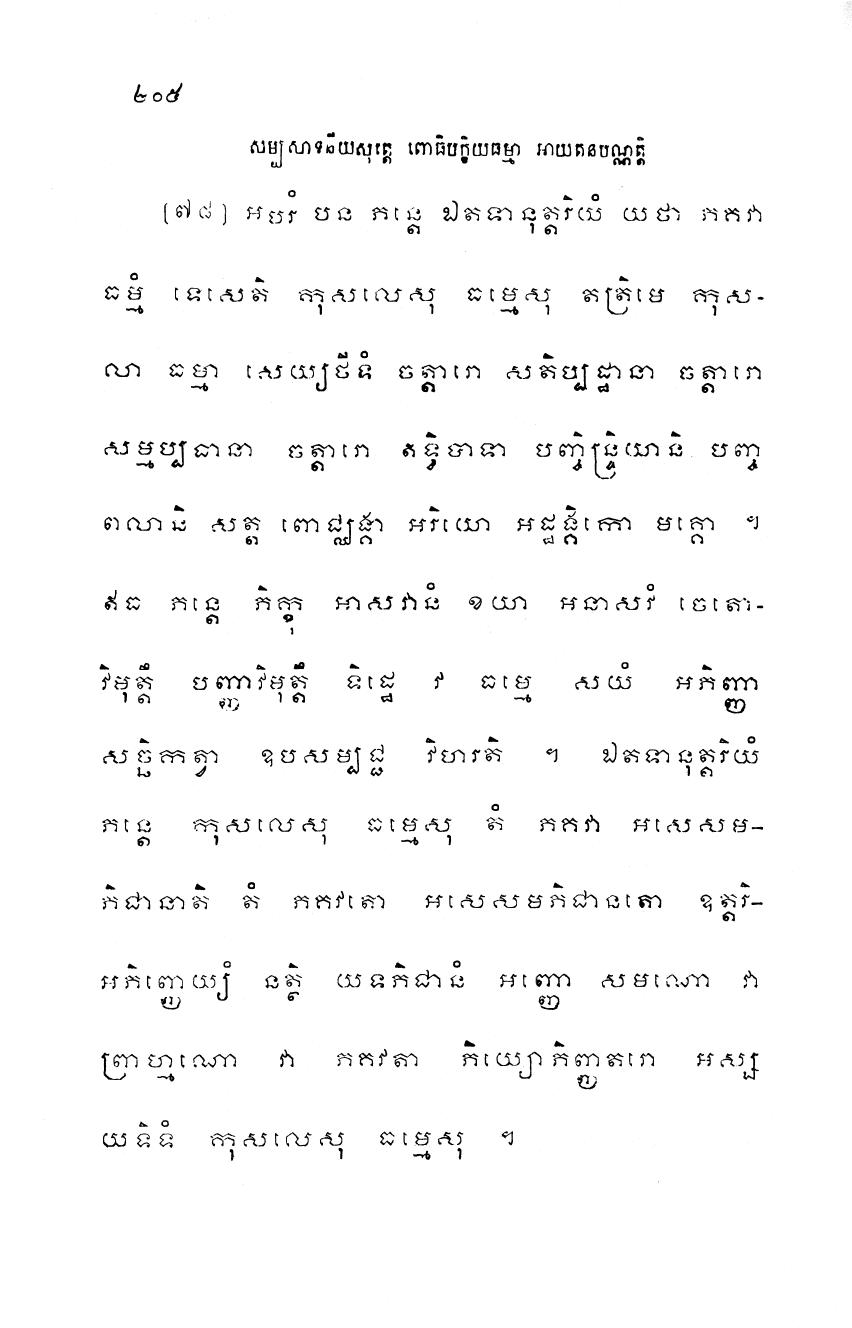 ២០៥
សម្បសាទនីយសុត្តេ ពោធិបក្ខិយធម្មា អាយតនបណ្ណត្តិ
[៧៨] អបរំ បន ភន្តេ ឯតទានុត្តរិយំ យថា ភគវា
ធម្មំ ទេសេតិ កុសលេសុ ធម្មេសុ តត្រិមេ កុស-
លា ធម្មា សេយ្យថីទំ ចត្តារោ សតិប្បដ្ឋានា ចត្តារោ
សម្មប្បធានា ចត្តារោ ឥទ្ធិបាទា បញ្ចិន្ទ្រិយានិ បញ្ច
ពលានិ សត្ត ពោជ្ឈង្គា អរិយោ អដ្ឋង្គិកោ មគ្គោ ។
ឥធ ភន្តេ ភិក្ខុ អាសវានំ ខយា អនាសវំ ចេតោ-
វិមុត្តឹ បញ្ញាវិមុត្តឹ ទិដ្ឋេ វ ធម្មេ សយំ អភិញ្ញា
សច្ឆិកត្វា ឧបសម្បជ្ជ វិហរតិ ។ ឯតទានុត្តរិយំ
ភន្តេ កុសលេសុ ធម្មេសុ តំ ភគវា អសេសម-
ភិជានាតិ តំ ភគវតោ អសេសមភិជានតោ ឧត្តរិ-
អភិញ្ញេយ្យំ នត្ថិ យទភិជានំ អញ្ញោ សមណោ វា
ព្រាហ្មណោ វា ភគវតា ភិយ្យោភិញ្ញតរោ អស្ស
យទិទំ កុសលេសុ ធម្មេសុ ។